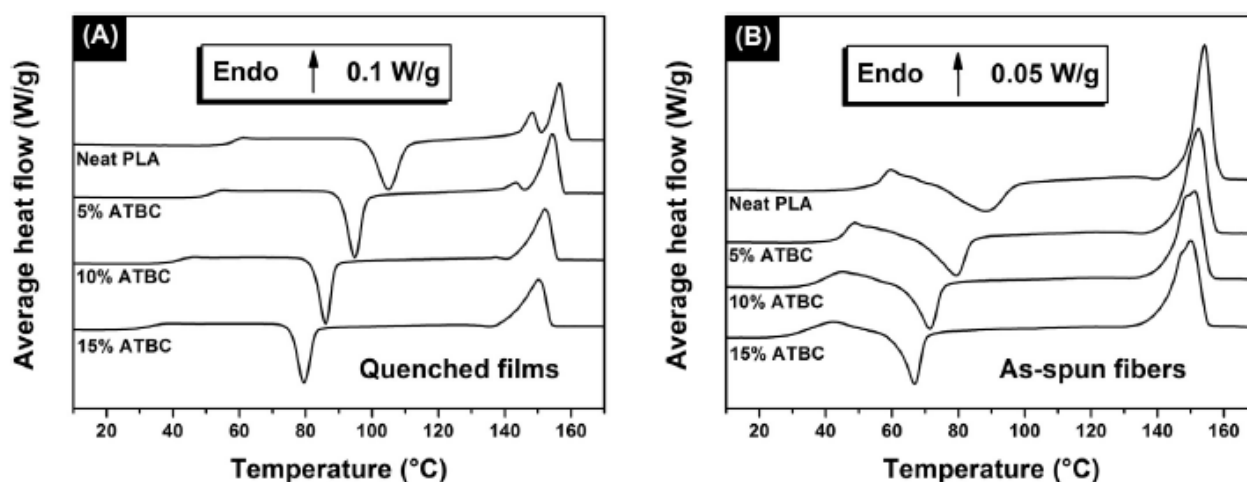 (A)
Endo 0.1 W/g
Neat PLA
5% ATBC
10% ATBC
15% ATBC
Quenched films
Average heat flow (W/g)
20 40 60 80 100 120 140 160
Temperature (°C)
(B)
Endo 0.05 W/g
Neat PLA
5% ATBC
10% ATBC
15% ATBC
As-spun fibers
Average heat flow (W/g)
20 40 60 80 100 120 140 160
Temperature (°C)